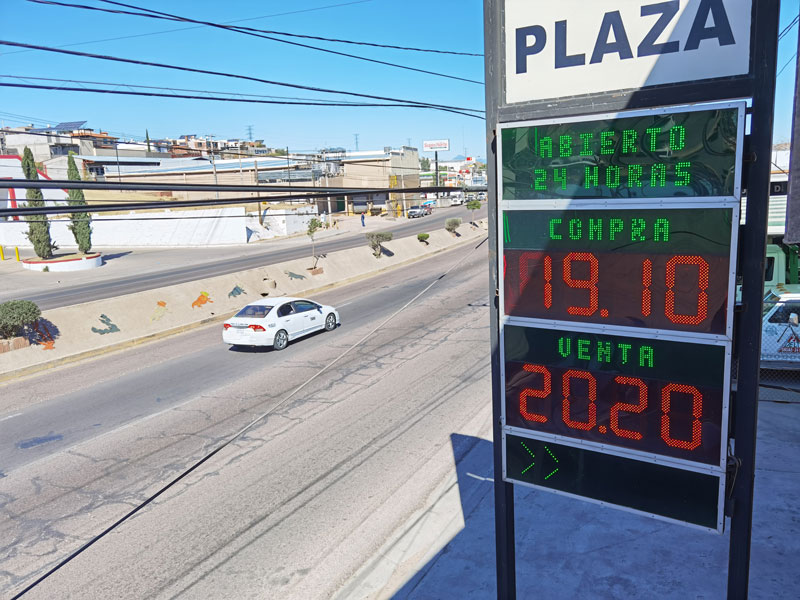 PLAZA
ABIERTO
24 HORAS
COMPRA
19.10
VENTA
20.20
>>